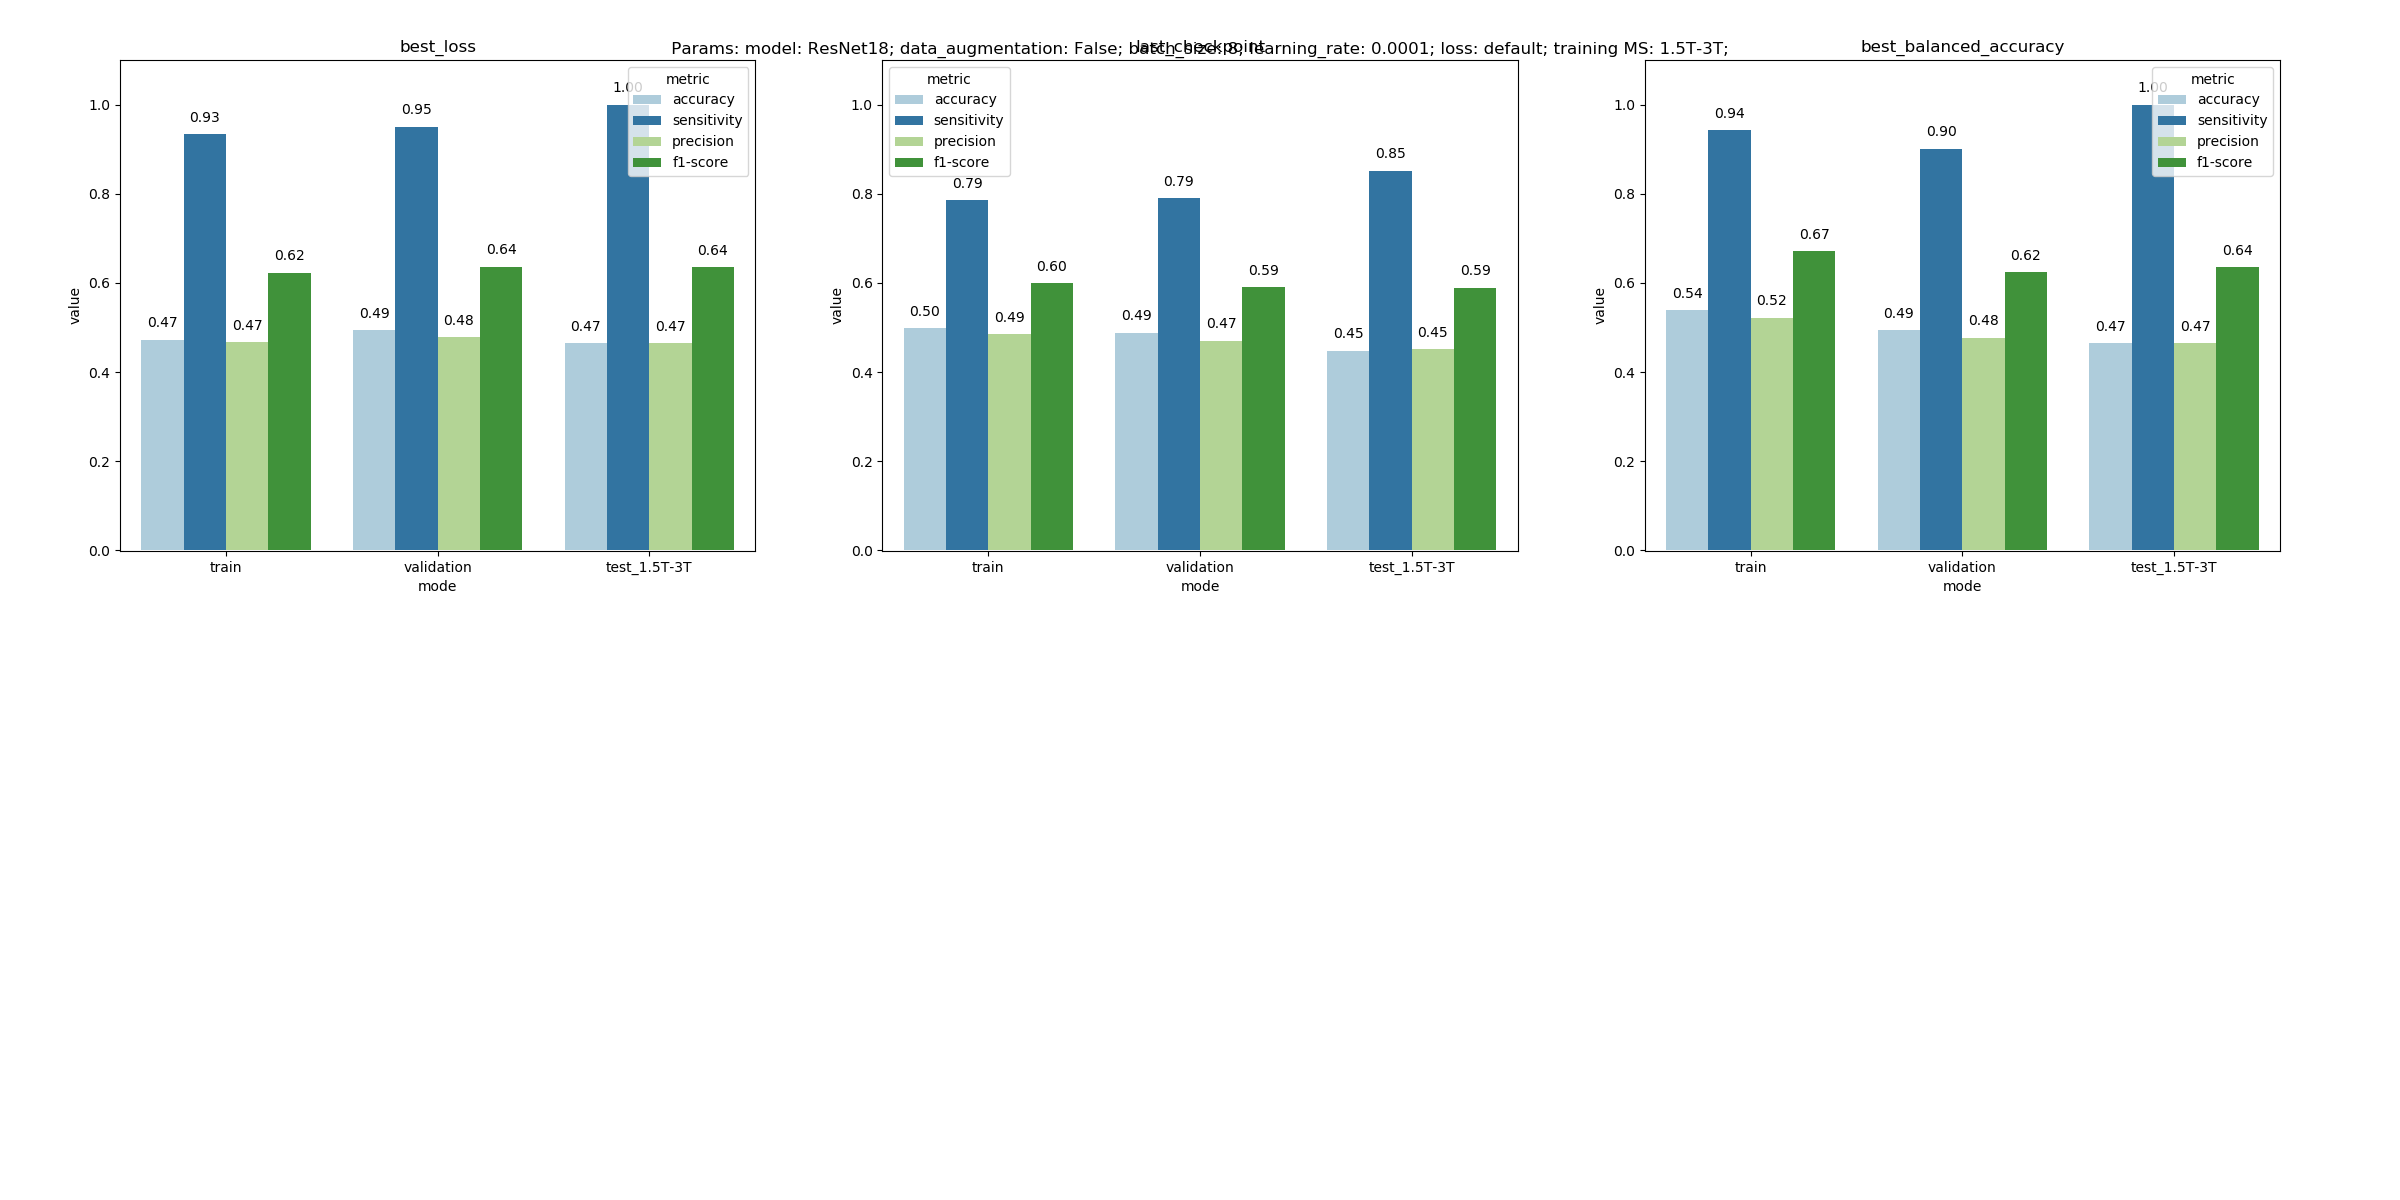 best_loss
Params: model: ResNet18; data_augmentation: False; batch_size: 8; learning_rate: 0.0001; loss: default; training MS: 1.5T-3T;
last_checkpoint
best_balanced_accuracy
value
1.0
0.8
0.6
0.4
0.2
0.0
0.47
0.93
0.47
0.62
0.49
0.95
0.48
0.64
0.47
1.00
0.47
0.64
metric
accuracy
sensitivity
precision
f1-score
train
validation
test_1.5T-3T
mode
value
1.0
0.8
0.6
0.4
0.2
0.0
metric
accuracy
sensitivity
precision
f1-score
0.50
0.79
0.49
0.60
0.49
0.79
0.47
0.59
0.45
0.85
0.45
0.59
train
validation
test_1.5T-3T
mode
value
1.0
0.8
0.6
0.4
0.2
0.0
0.54
0.94
0.52
0.67
0.49
0.90
0.48
0.62
0.47
1.00
0.47
0.64
metric
accuracy
sensitivity
precision
f1-score
train
validation
test_1.5T-3T
mode